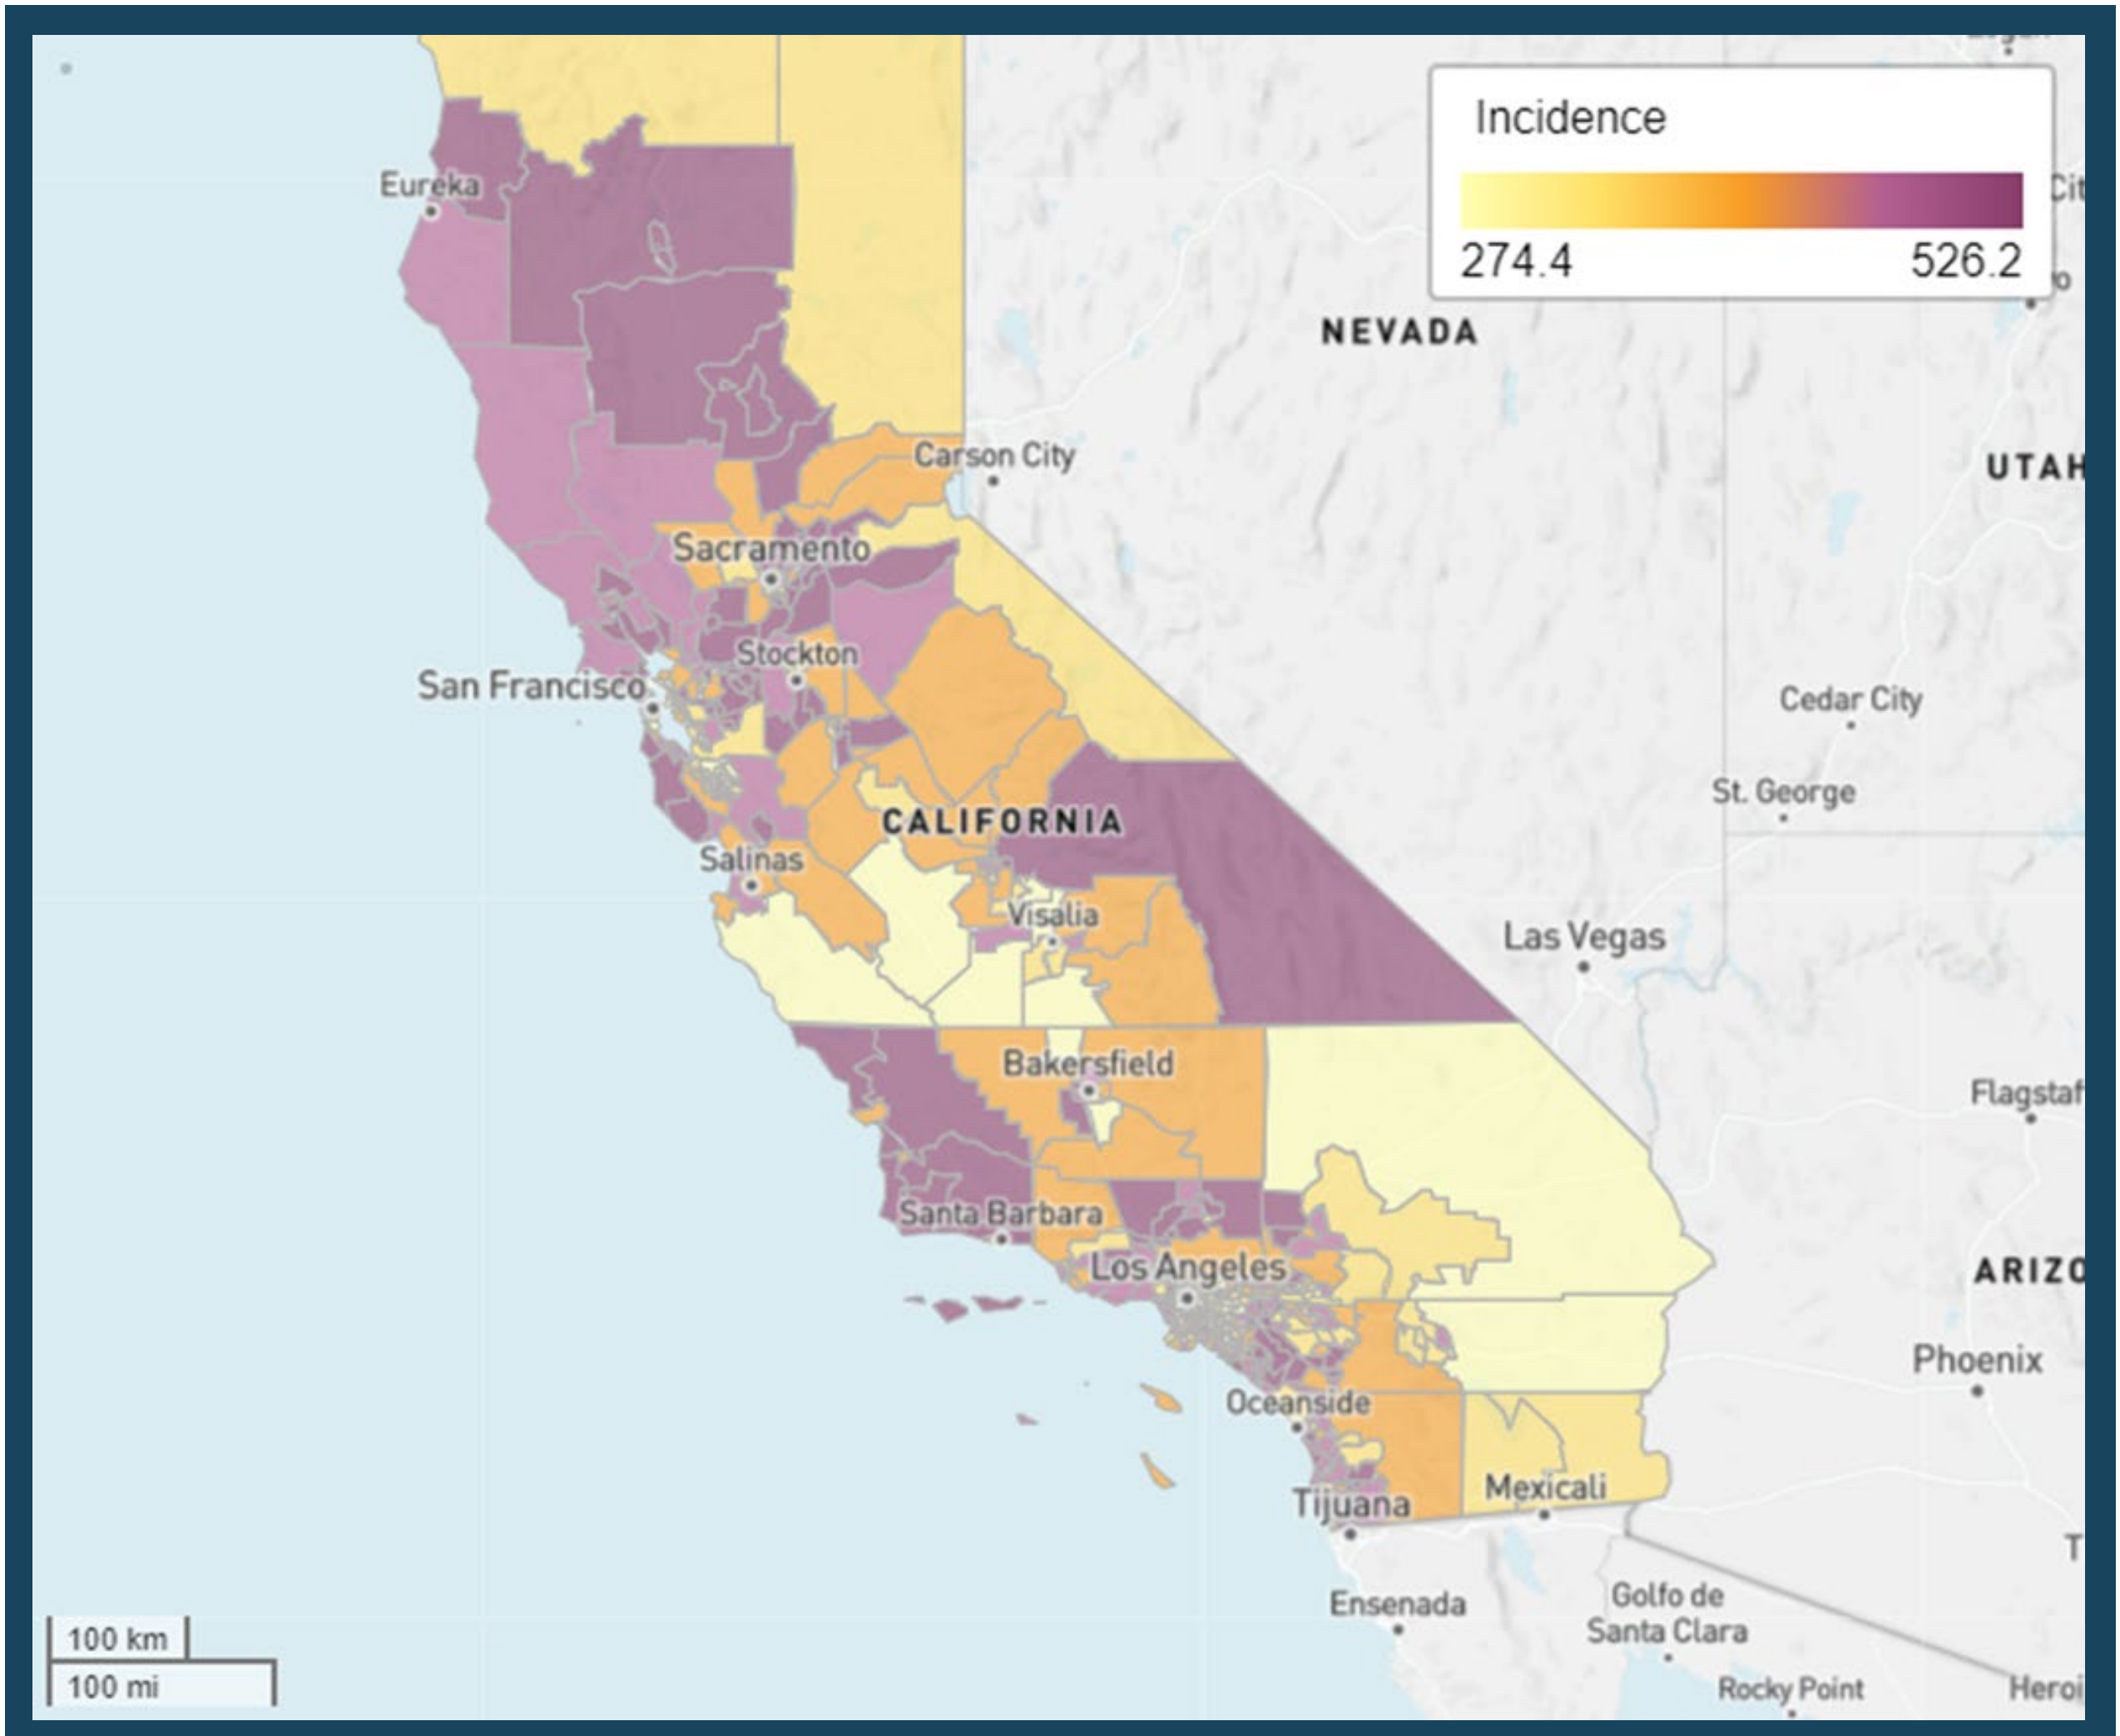 Incidence
274.4 526.2
Eureka
NEVADA
Carson City
UTAH
Sacramento
Stockton
San Francisco
Cedar City
St. George
CALIFORNIA
Salinas
Visalia
Las Vegas
Bakersfield
Flagstaf
Santa Barbara
Los Angeles
ARIZO
Phoenix
Oceanside
Mexicali
Tijuana
Ensenada
Golfo de
Santa Clara
100 km
100 mi
Rocky Point
Heroi